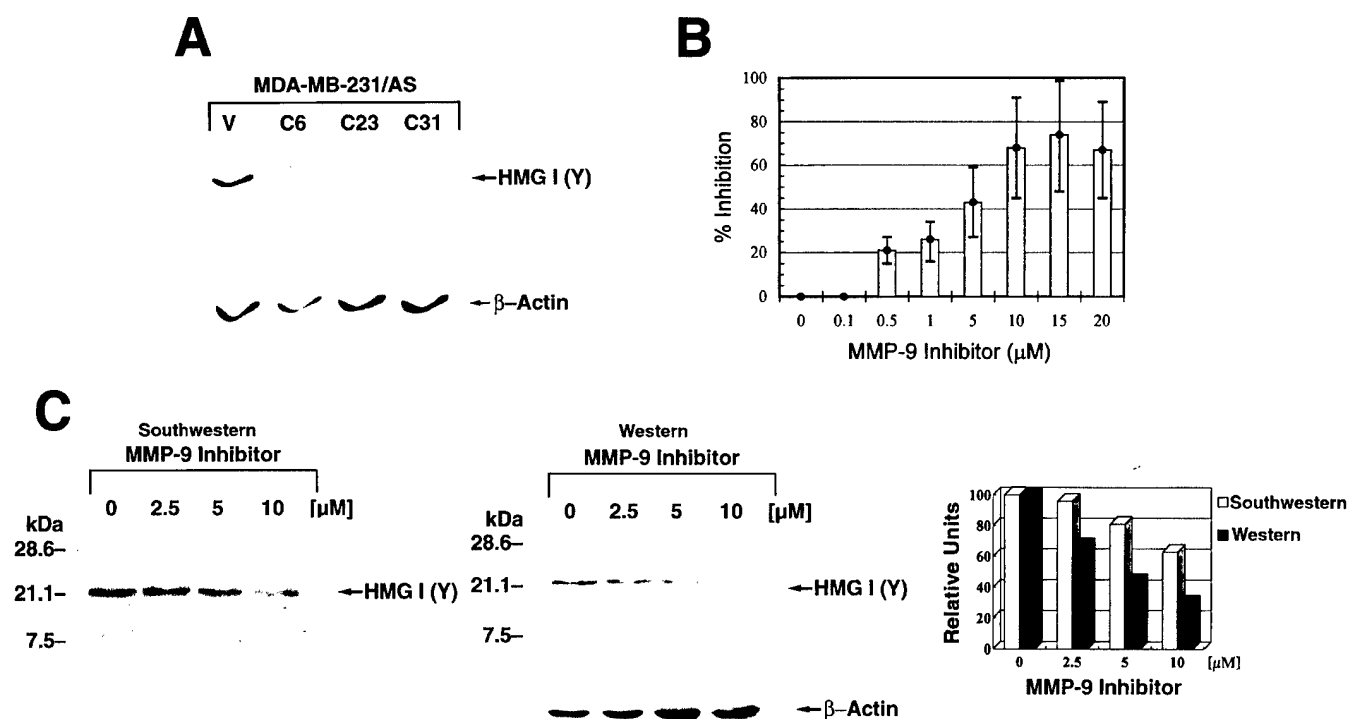 A
MDA-MB-231/AS
V C6 C23 C31
←HMG I (Y)
←β–Actin
B
100
80
60
40
20
0
% Inhibition
0 0.1 0.5 1 5 10 15 20
MMP-9 Inhibitor (μM)
C
Southwestern
MMP-9 Inhibitor
0 2.5 5 10 [μM]
kDa
28.6–
21.1–
7.5–
←HMG I (Y)
Western
MMP-9 Inhibitor
0 2.5 5 10 [μM]
kDa
28.6–
21.1–
7.5–
←HMG I (Y)
←β–Actin
100
80
60
40
20
0
Relative Units
Southwestern
Western
0 2.5 5 10 [μM]
MMP-9 Inhibitor